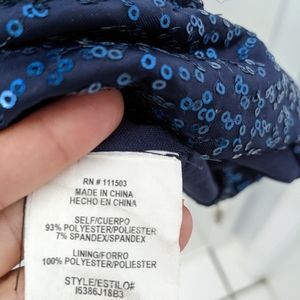 RN # 111503
MADE IN CHINA
HECHO EN CHINA
SELF/CUERPO
93% POLYESTER/POLIESTER
7% SPANDEX/SPANDEX
LINING/FORRO
100% POLYESTER/POLIESTER
STYLE/ESTILO#
I6386J18B3